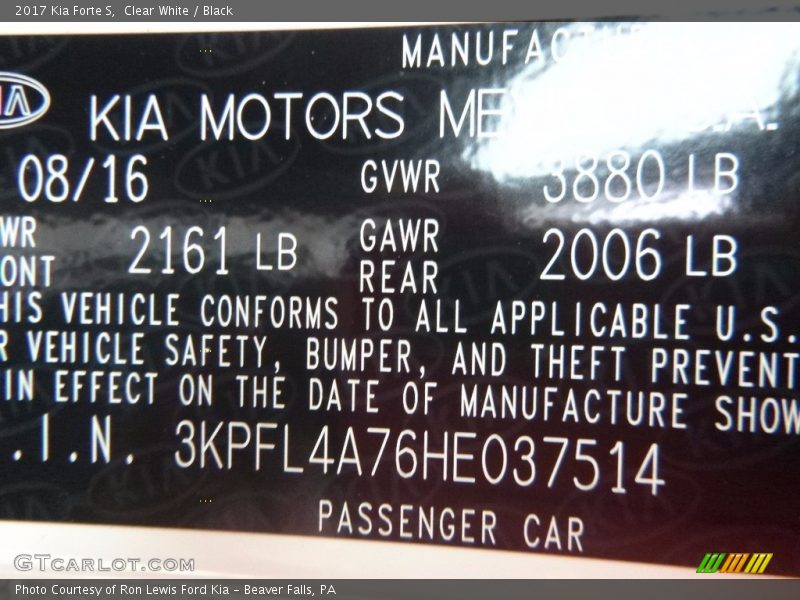 2017 Kia Forte S,  Clear White / Black
MANUFAC
KIA
KIA MOTORS ME A.
08/16 GVWR 3880 LB
WR
ONT 2161 LB GAWR
REAR 2006 LB
HIS VEHICLE CONFORMS TO ALL APPLICABLE U.S.
R VEHICLE SAFETY, BUMPER, AND THEFT PREVENT
IN EFFECT ON THE DATE OF MANUFACTURE SHOW
.I.N. 3KPFL4A76HE037514
PASSENGER CAR
GTCARLOT.COM
Photo Courtesy of Ron Lewis Ford Kia - Beaver Falls, PA